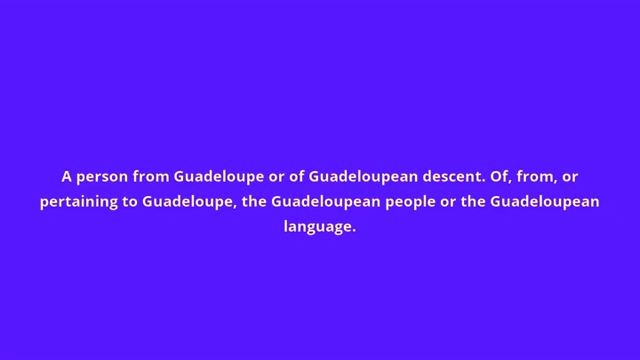 A person from Guadeloupe or of Guadeloupean descent. Of, from, or
pertaining to Guadeloupe, the Guadeloupean people or the Guadeloupean
language.